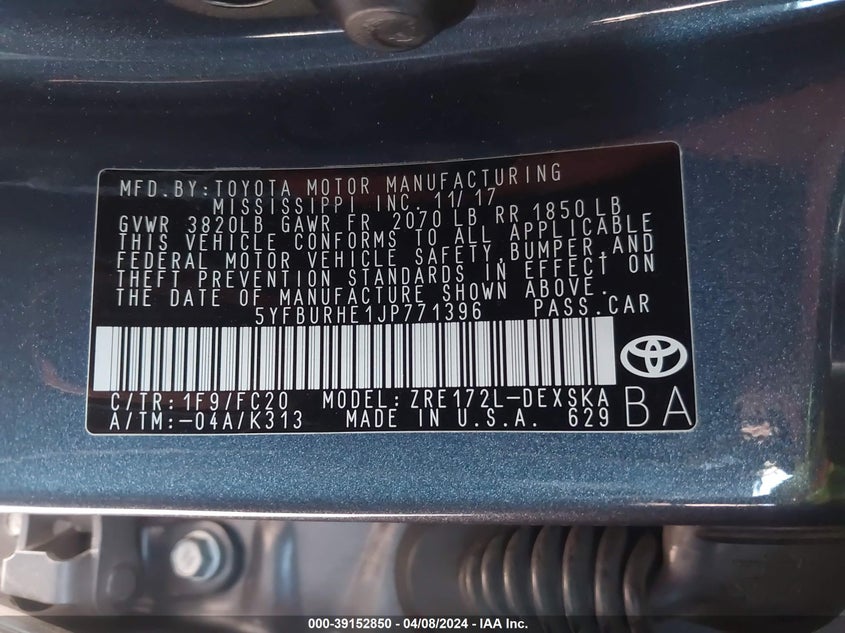 MFD.BY:TOYOTA MOTOR MANUFACTURING
MISSISSIPPI INC. 11/17
GVWR 3820LB GAWR FR 2070 LB RR 1850 LB
THIS VEHICLE CONFORMS TO ALL APPLICABLE
FEDERAL MOTOR VEHICLE SAFETY,BUMPER,AND
THEFT PREVENTION STANDARDS IN EFFECT ON
THE DATE OF MANUFACTURE SHOWN ABOVE.
5YFBURHE1JP771396 PASS.CAR
C/TR:1F9/FC20 MODEL:ZRE172L-DEXSKA
A/TM:-04A/K313 MADE IN U.S.A. 629
BA
000-39152850 - 04/08/2024 - IAA Inc.